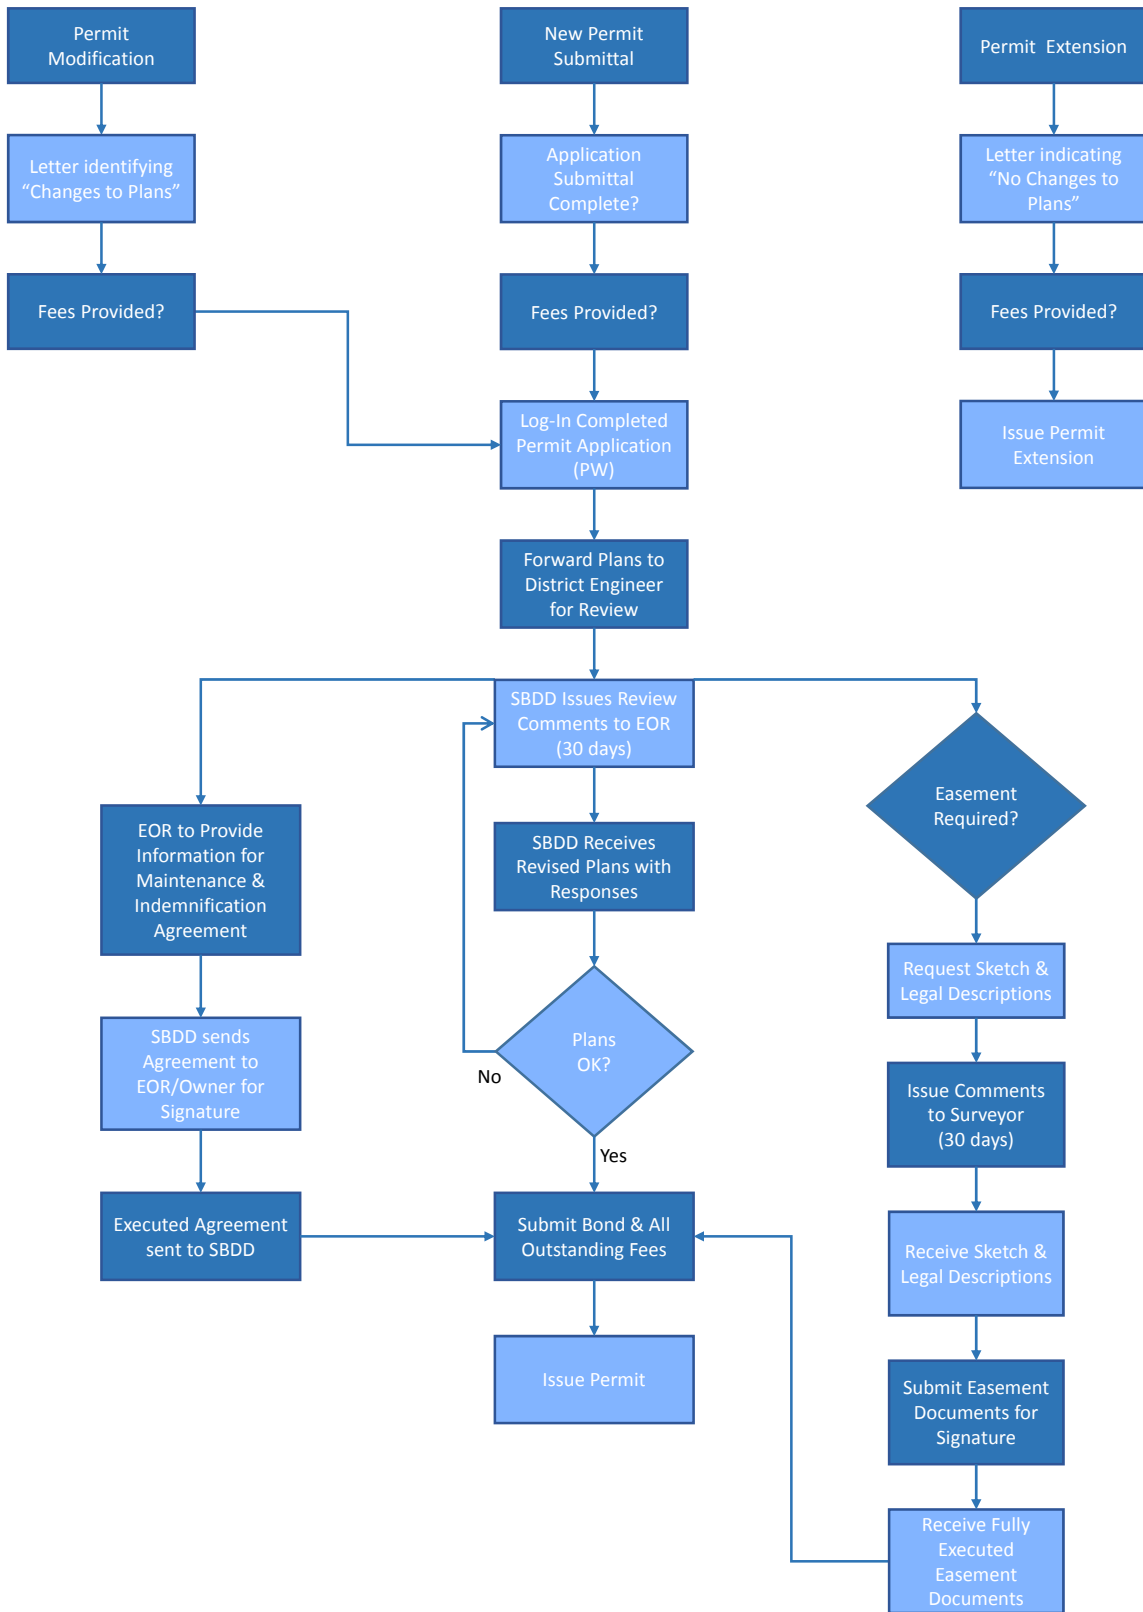 Permit
Modification
New Permit
Submittal
Permit Extension
Letter identifying
“Changes to Plans”
Application
Submittal
Complete?
Letter indicating
“No Changes to
Plans”
Fees Provided?
Fees Provided?
Fees Provided?
Log-In Completed
Permit Application
(PW)
Issue Permit
Extension
Forward Plans to
District Engineer
for Review
SBDD Issues Review
Comments to EOR
(30 days)
Easement
Required?
EOR to Provide
Information for
Maintenance &
Indemnification
Agreement
SBDD Receives
Revised Plans with
Responses
Request Sketch &
Legal Descriptions
SBDD sends
Agreement to
EOR/Owner for
Signature
Plans
OK?
No
Yes
Issue Comments
to Surveyor
(30 days)
Executed Agreement
sent to SBDD
Submit Bond & All
Outstanding Fees
Receive Sketch &
Legal Descriptions
Issue Permit
Submit Easement
Documents for
Signature
Receive Fully
Executed
Easement
Documents